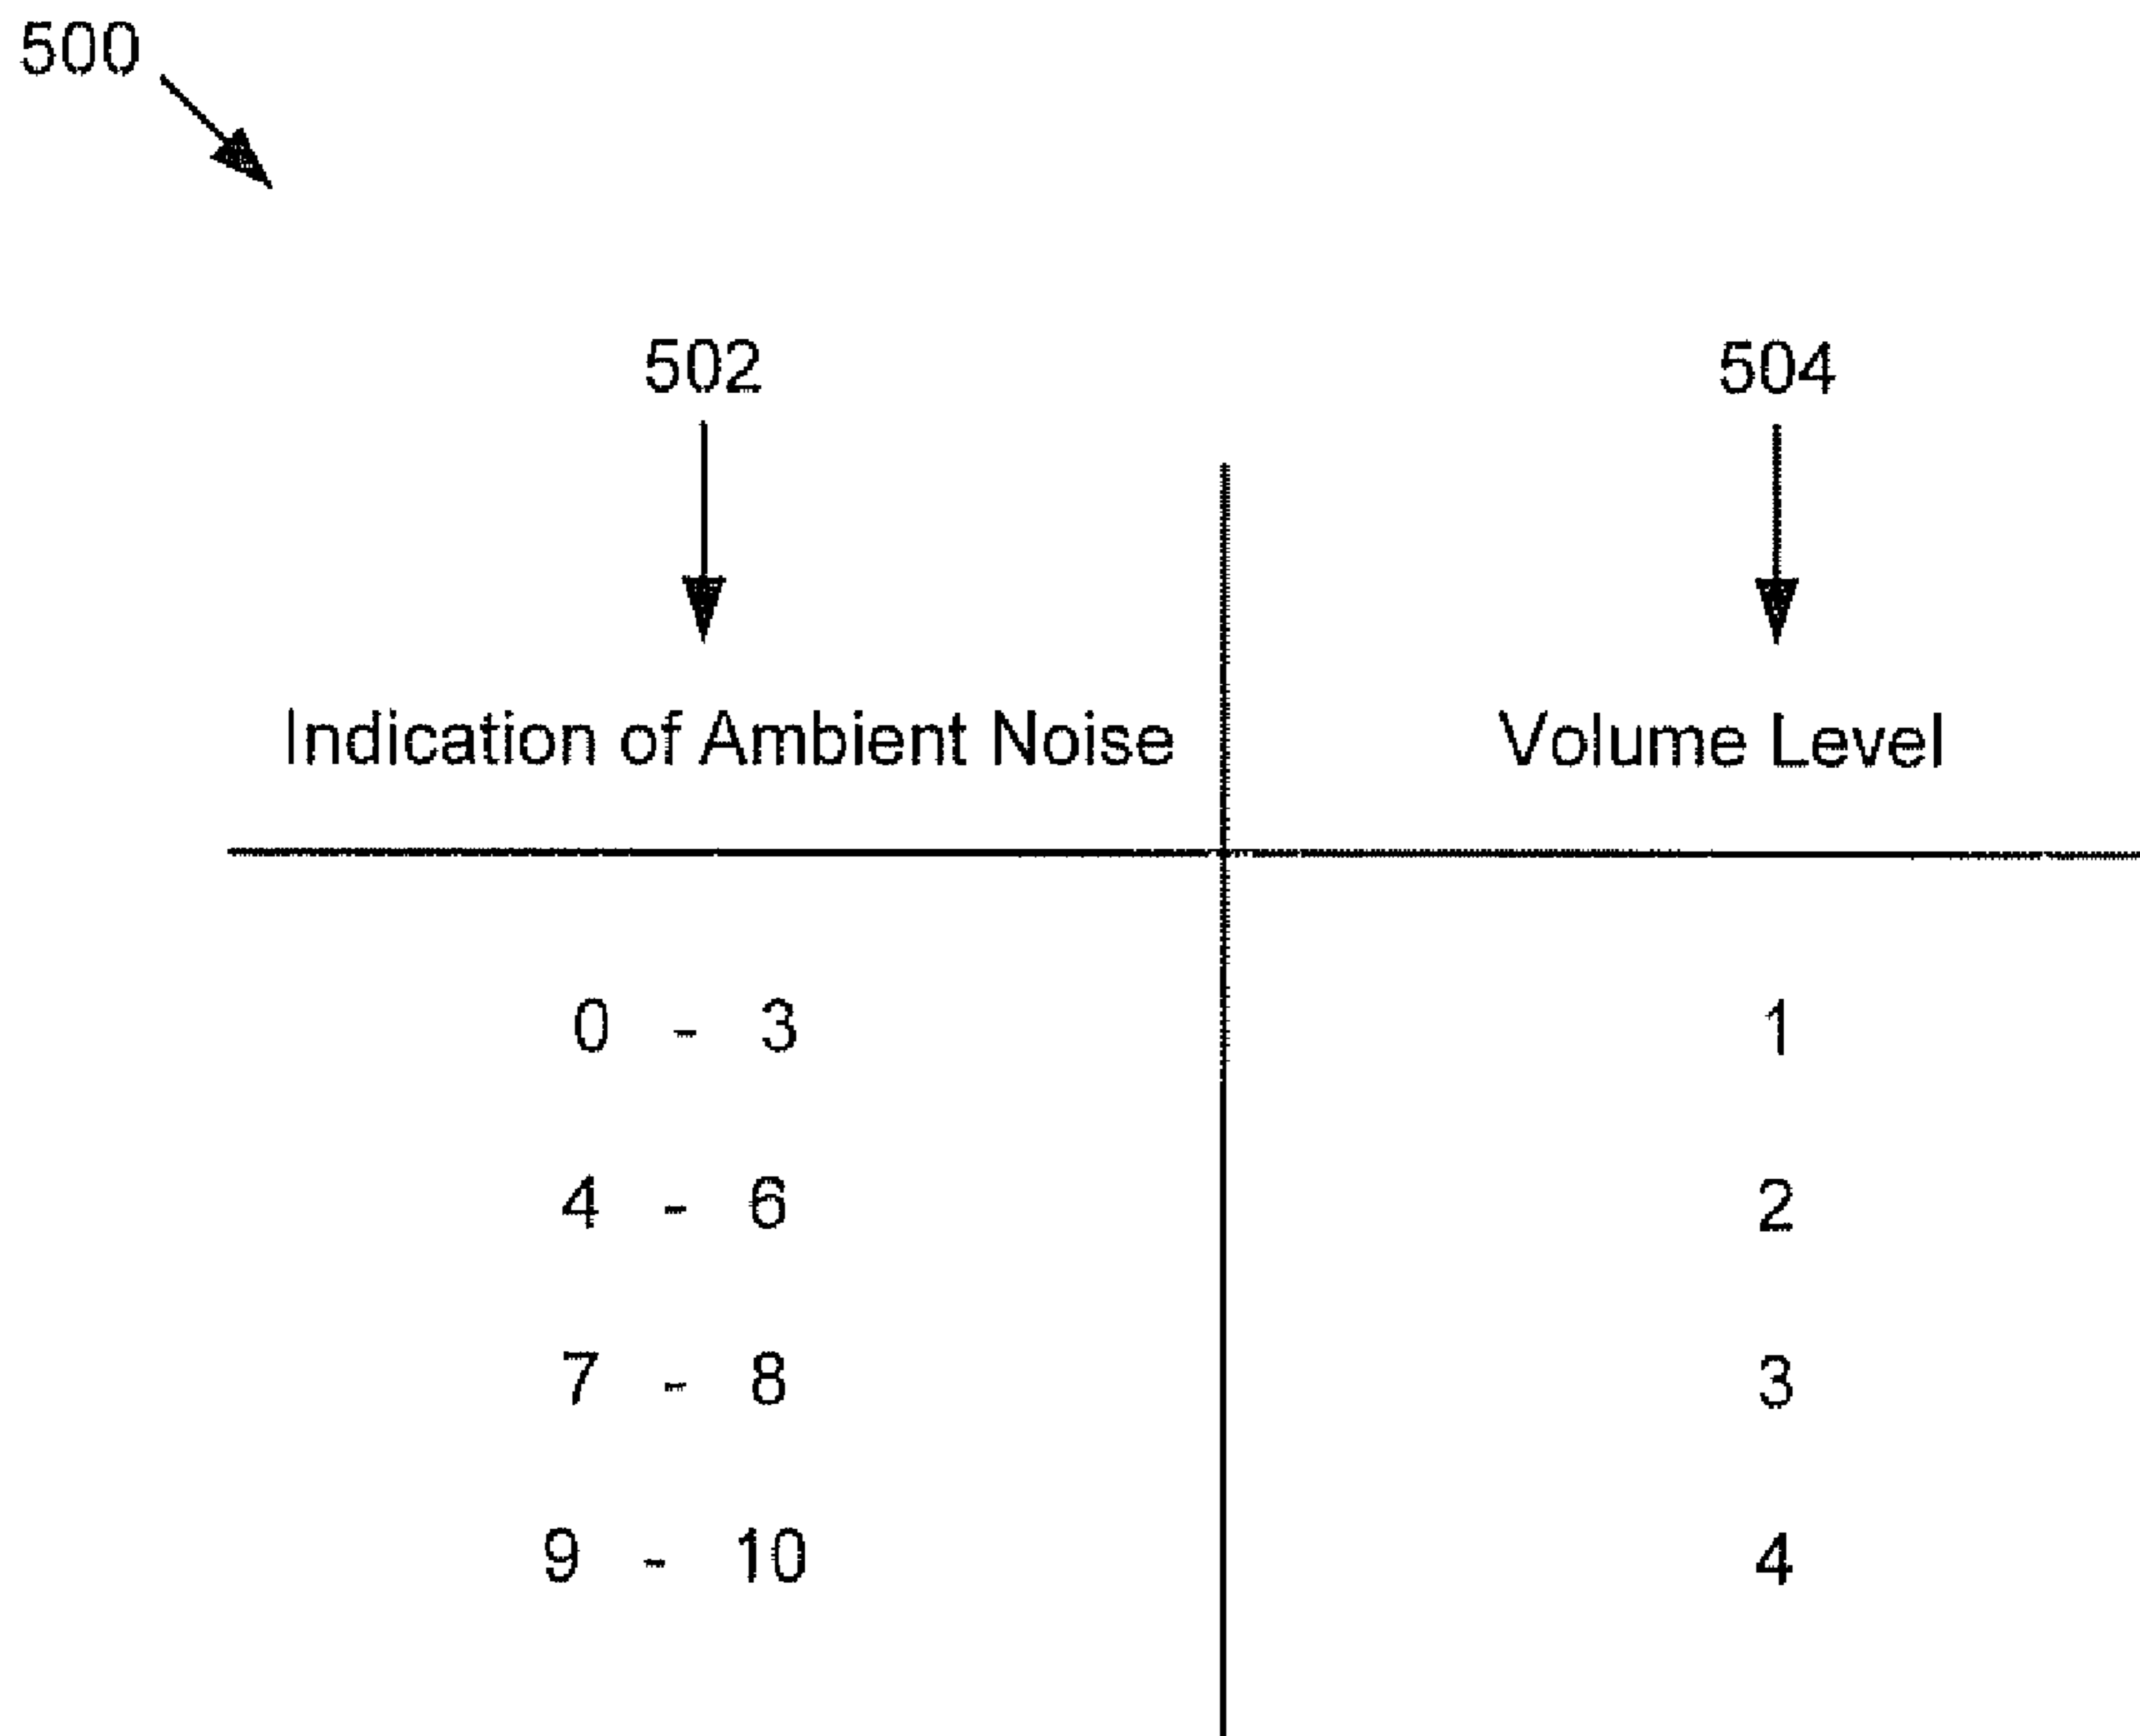 500
502 504
Indication of Ambient Noise Volume Level
0 - 3 1
4 - 6 2
7 - 8 3
9 - 10 4